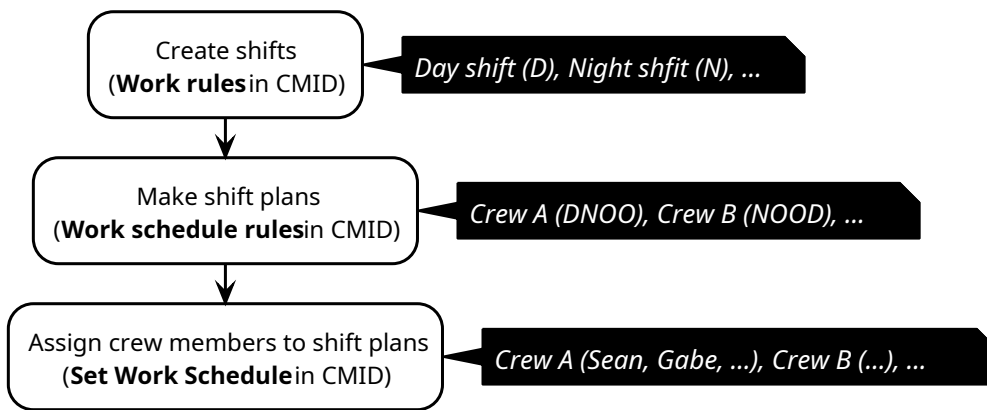 Create shifts
(Work rules in CMID)
Day shift (D), Night shfit (N), ...
Make shift plans
(Work schedule rules in CMID)
Crew A (DNOO), Crew B (NOOD), ...
Assign crew members to shift plans
(Set Work Schedule in CMID)
Crew A (Sean, Gabe, ...), Crew B (...), ...